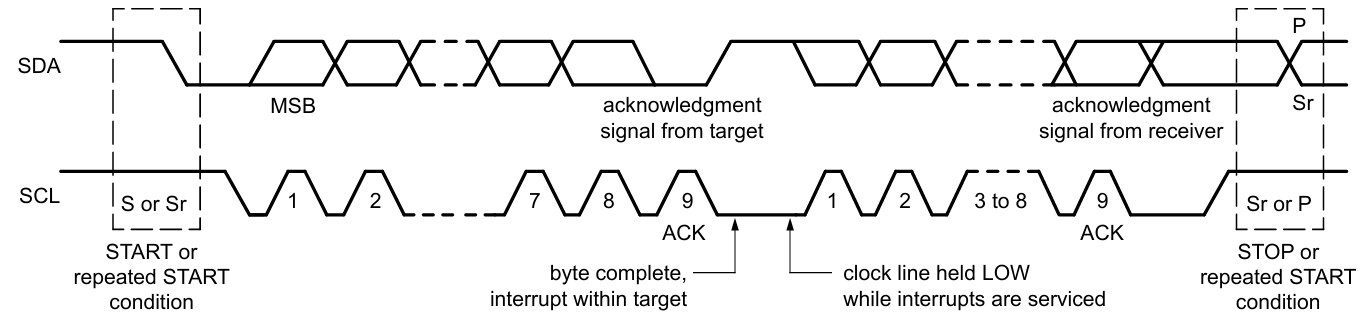 P
SDA
MSB
acknowledgment
signal from target
acknowledgment
signal from receiver
Sr
SCL
S or Sr
1
2
7
8
9
1
2
3 to 8
9
Sr or P
ACK
ACK
START or
repeated START
condition
byte complete,
interrupt within target
clock line held LOW
while interrupts are serviced
STOP or
repeated START
condition